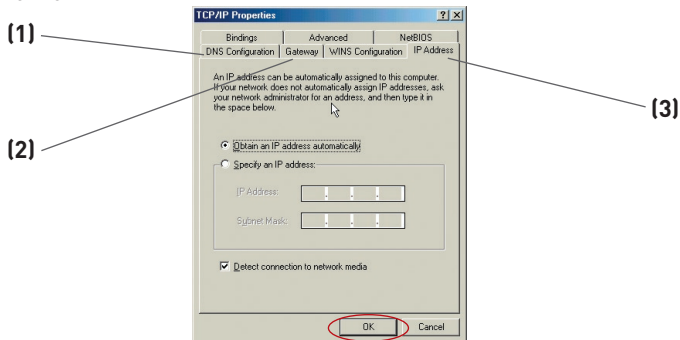 TCP/IP Properties
Bindings Advanced NetBIOS
DNS Configuration Gateway WINS Configuration IP Address
(1)
(2)
(3)
An IP address can be automatically assigned to this computer.
If your network does not automatically assign IP addresses, ask
your network administrator for an address, and then type it in
the space below.
Obtain an IP address automatically
Specify an IP address:
IP Address:
Subnet Mask:
Detect connection to network media
OK Cancel